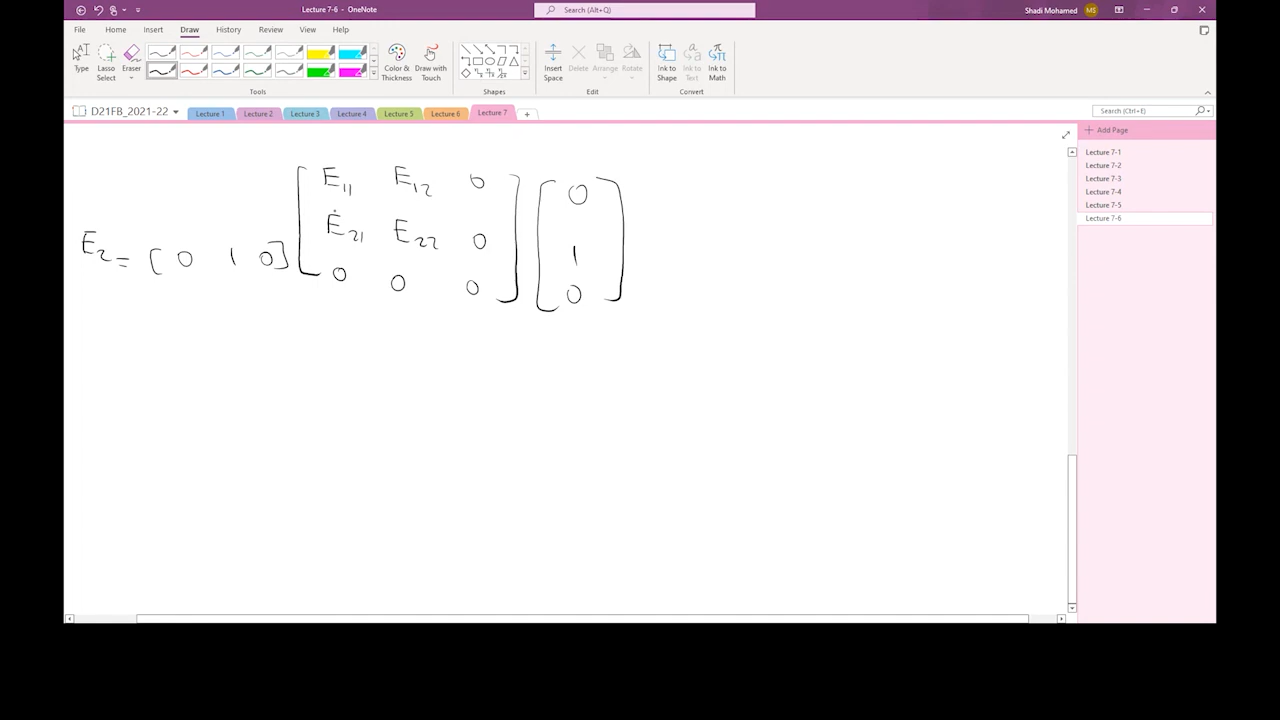 Lecture 7-6 - OneNote
Search (Alt+Q)
Shadi Mohamed
MS
File Home Insert Draw History Review View Help
Type
Lasso Select
Eraser
Color & Thickness
Draw with Touch
Insert Space
Delete
Arrange
Rotate
Ink to Shape
Ink to Text
Ink to Math
Tools
Shapes
Edit
Convert
D21FB_2021-22
Lecture 1 Lecture 2 Lecture 3 Lecture 4 Lecture 5 Lecture 6 Lecture 7 +
Search (Ctrl+E)
+ Add Page
Lecture 7-1
Lecture 7-2
Lecture 7-3
Lecture 7-4
Lecture 7-5
Lecture 7-6
E₂ = [0 1 0] [E₁₁ E₁₂ 0
E₂₁ E₂₂ 0
0 0 0] [0
1
0]